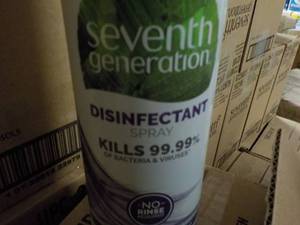 seventh
generation.
DISINFECTANT
SPRAY
KILLS 99.99%
OF BACTERIA & VIRUSES*
NO-
RINSE